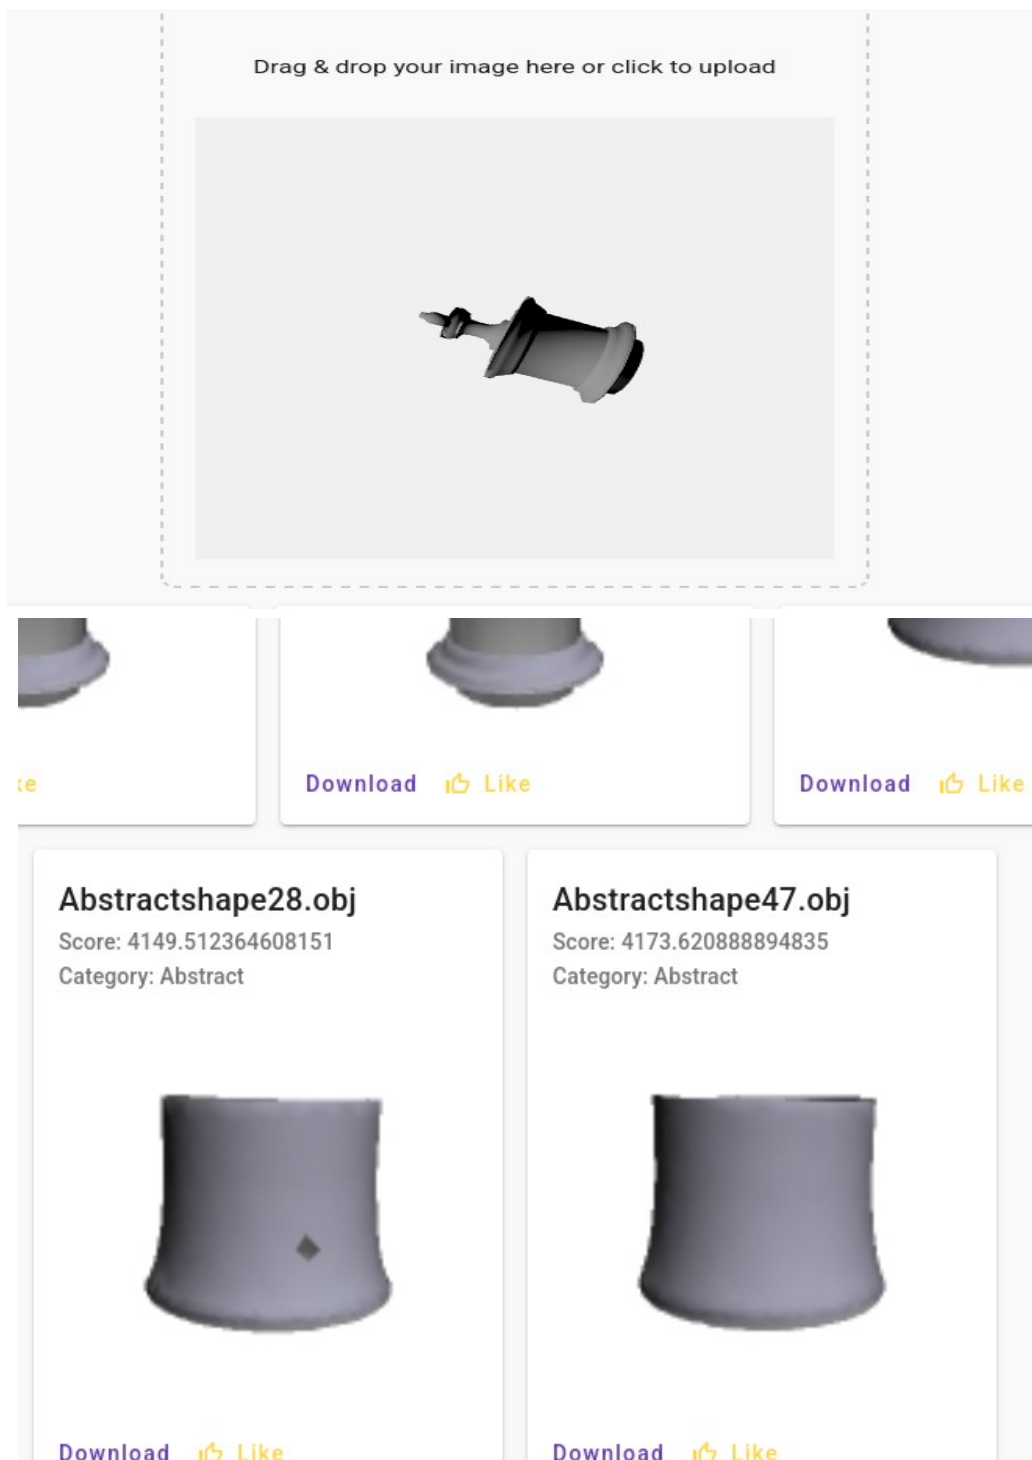 Drag & drop your image here or click to upload
ke
Download Like
Download Like
Abstractshape28.obj
Score: 4149.512364608151
Category: Abstract
Abstractshape47.obj
Score: 4173.620888894835
Category: Abstract
Download Like
Download Like